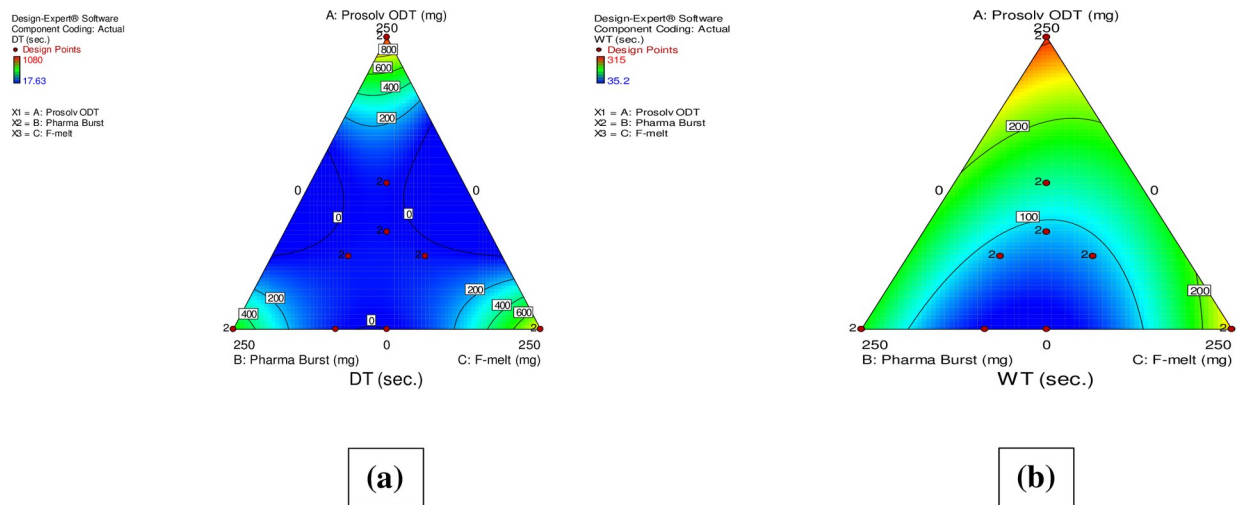 Design-Expert® Software
Component Coding: Actual
DT (sec.)
Design Points
1080
17.63
X1 = A: Prosolv ODT
X2 = B: Pharma Burst
X3 = C: F-melt
A: Prosolv ODT (mg)
250
2
800
600
400
200
2
0
0
0
0
2
2
2
200
200
400
400
600
0
2
2
250
0
250
B: Pharma Burst (mg)
C: F-melt (mg)
DT (sec.)
(a)
Design-Expert® Software
Component Coding: Actual
WT (sec.)
Design Points
315
35.2
X1 = A: Prosolv ODT
X2 = B: Pharma Burst
X3 = C: F-melt
A: Prosolv ODT (mg)
250
2
200
2
0
0
100
2
2
2
200
2
2
250
0
250
B: Pharma Burst (mg)
C: F-melt (mg)
WT (sec.)
(b)